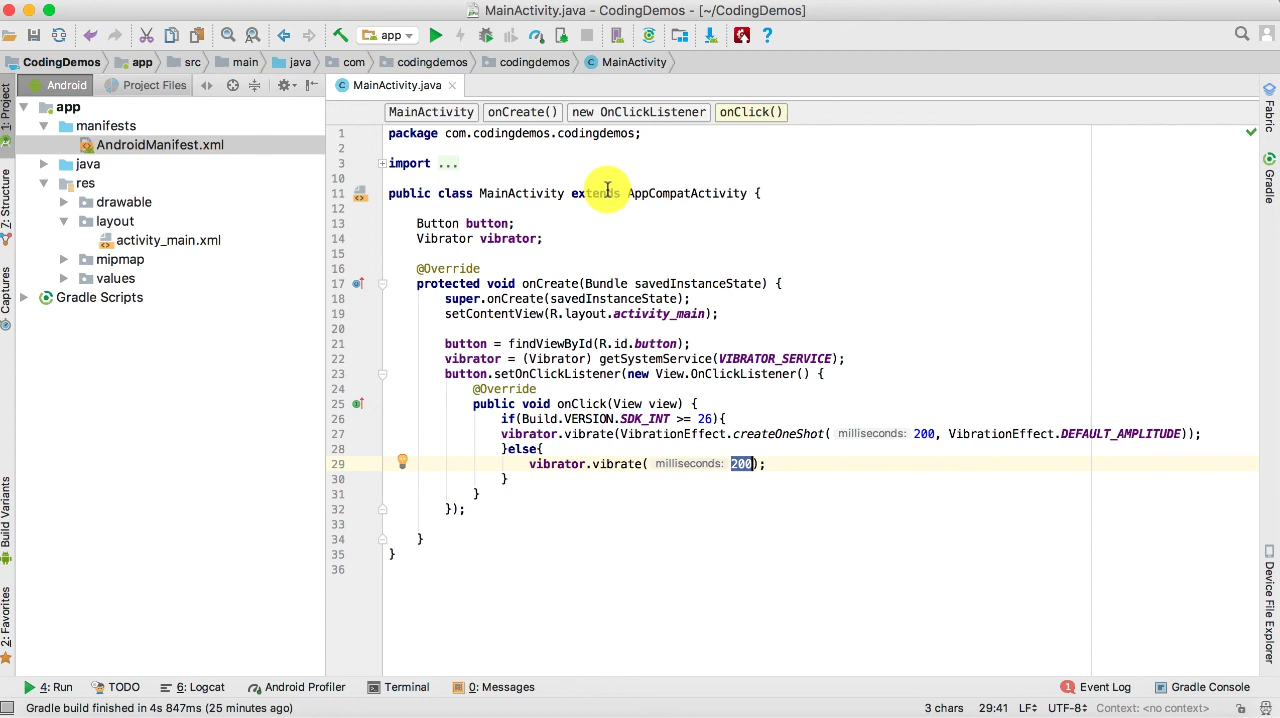 MainActivity.java - CodingDemos - [~/CodingDemos]
app
CodingDemos app src main java com codingdemos codingdemos MainActivity
Android Project Files
MainActivity.java
MainActivity onCreate() new OnClickListener onClick()
1: Project
Z: Structure
Captures
Build Variants
2: Favorites
app
manifests
AndroidManifest.xml
java
res
drawable
layout
activity_main.xml
mipmap
values
Gradle Scripts
1 package com.codingdemos.codingdemos;
2
3 import ...
10
11 public class MainActivity extends AppCompatActivity {
12
13 Button button;
14 Vibrator vibrator;
15
16 @Override
17 protected void onCreate(Bundle savedInstanceState) {
18 super.onCreate(savedInstanceState);
19 setContentView(R.layout.activity_main);
20
21 button = findViewById(R.id.button);
22 vibrator = (Vibrator) getSystemService(VIBRATOR_SERVICE);
23 button.setOnClickListener(new View.OnClickListener() {
24 @Override
25 public void onClick(View view) {
26 if(Build.VERSION.SDK_INT >= 26){
27 vibrator.vibrate(VibrationEffect.createOneShot( milliseconds: 200, VibrationEffect.DEFAULT_AMPLITUDE));
28 }else{
29 vibrator.vibrate( milliseconds: 200);
30 }
31 }
32 });
33
34 }
35 }
36
Fabric
Gradle
Device File Explorer
4: Run TODO 6: Logcat Android Profiler Terminal 0: Messages 1 Event Log Gradle Console
Gradle build finished in 4s 847ms (25 minutes ago) 3 chars 29:41 LF÷ UTF-8÷ Context: <no context>